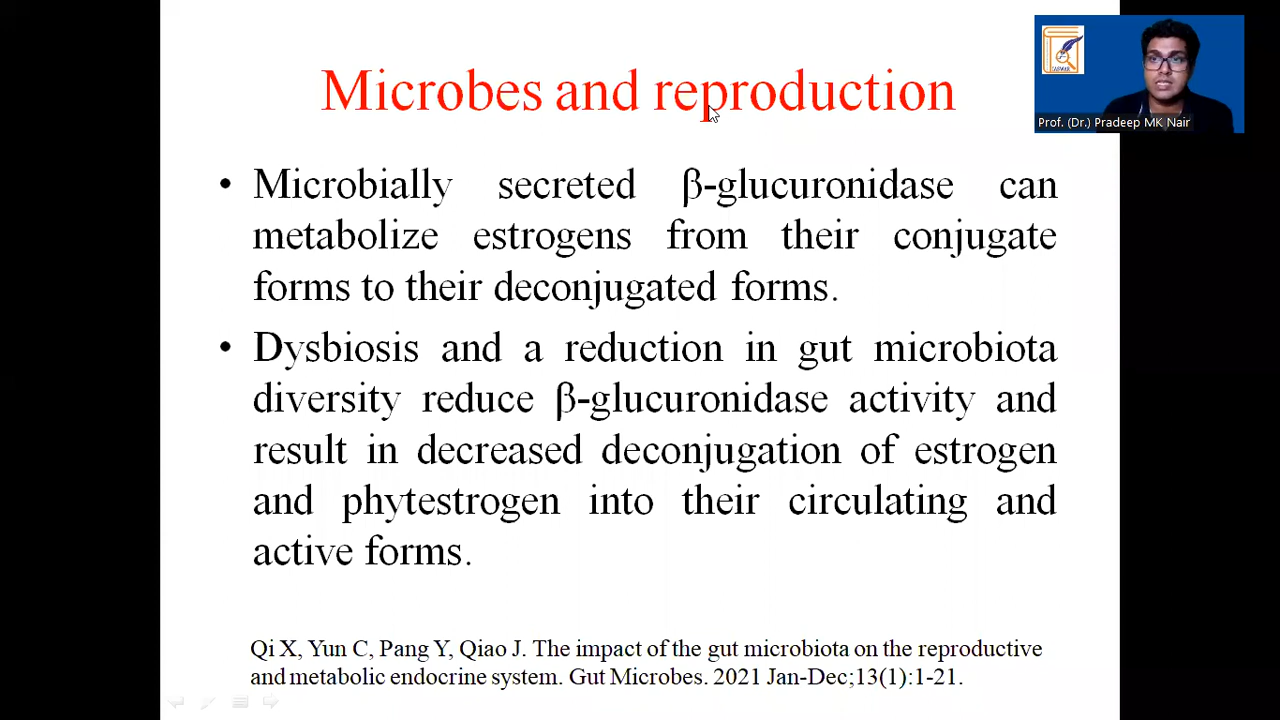 Microbes and reproduction
Prof. (Dr.) Pradeep MK Nair
• Microbially secreted β-glucuronidase can
metabolize estrogens from their conjugate
forms to their deconjugated forms.
• Dysbiosis and a reduction in gut microbiota
diversity reduce β-glucuronidase activity and
result in decreased deconjugation of estrogen
and phytestrogen into their circulating and
active forms.
Qi X, Yun C, Pang Y, Qiao J. The impact of the gut microbiota on the reproductive
and metabolic endocrine system. Gut Microbes. 2021 Jan-Dec;13(1):1-21.